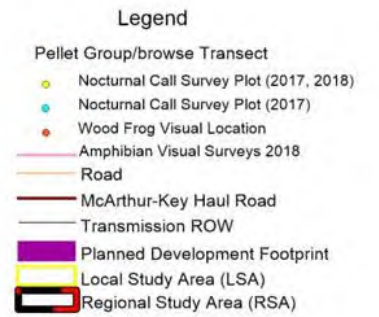 Legend
Pellet Group/browse Transect
Nocturnal Call Survey Plot (2017, 2018)
Nocturnal Call Survey Plot (2017)
Wood Frog Visual Location
Amphibian Visual Surveys 2018
Road
McArthur-Key Haul Road
Transmission ROW
Planned Development Footprint
Local Study Area (LSA)
Regional Study Area (RSA)